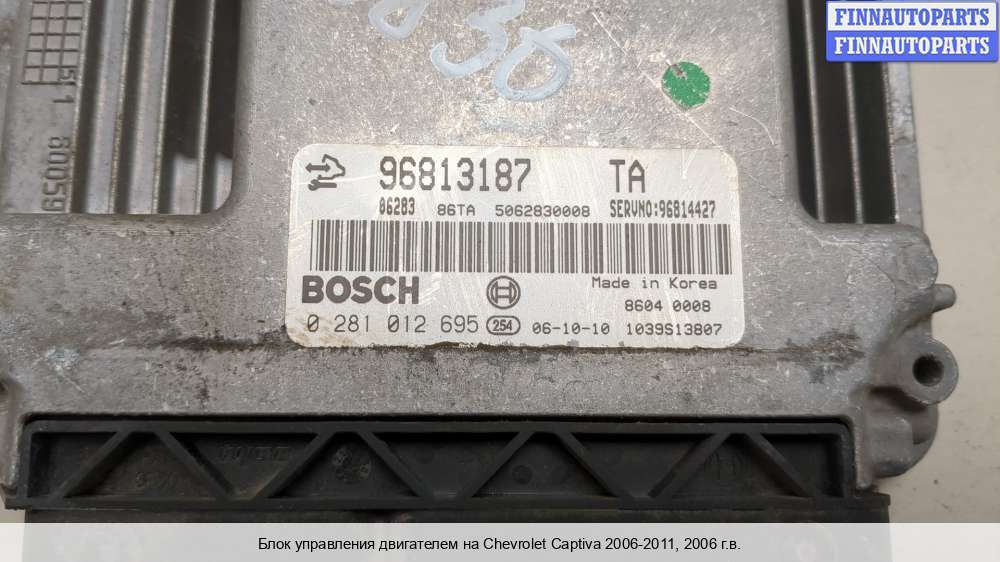 FINNAUTOPARTS
FINNAUTOPARTS
30
96813187 TA
06283 86TA 5062830008 SERVNO:96814427
BOSCH
Made in Korea
8604 0008
0 281 012 695 254 06-10-10 1039S13807
Блок управления двигателем на Chevrolet Captiva 2006-2011, 2006 г.в.